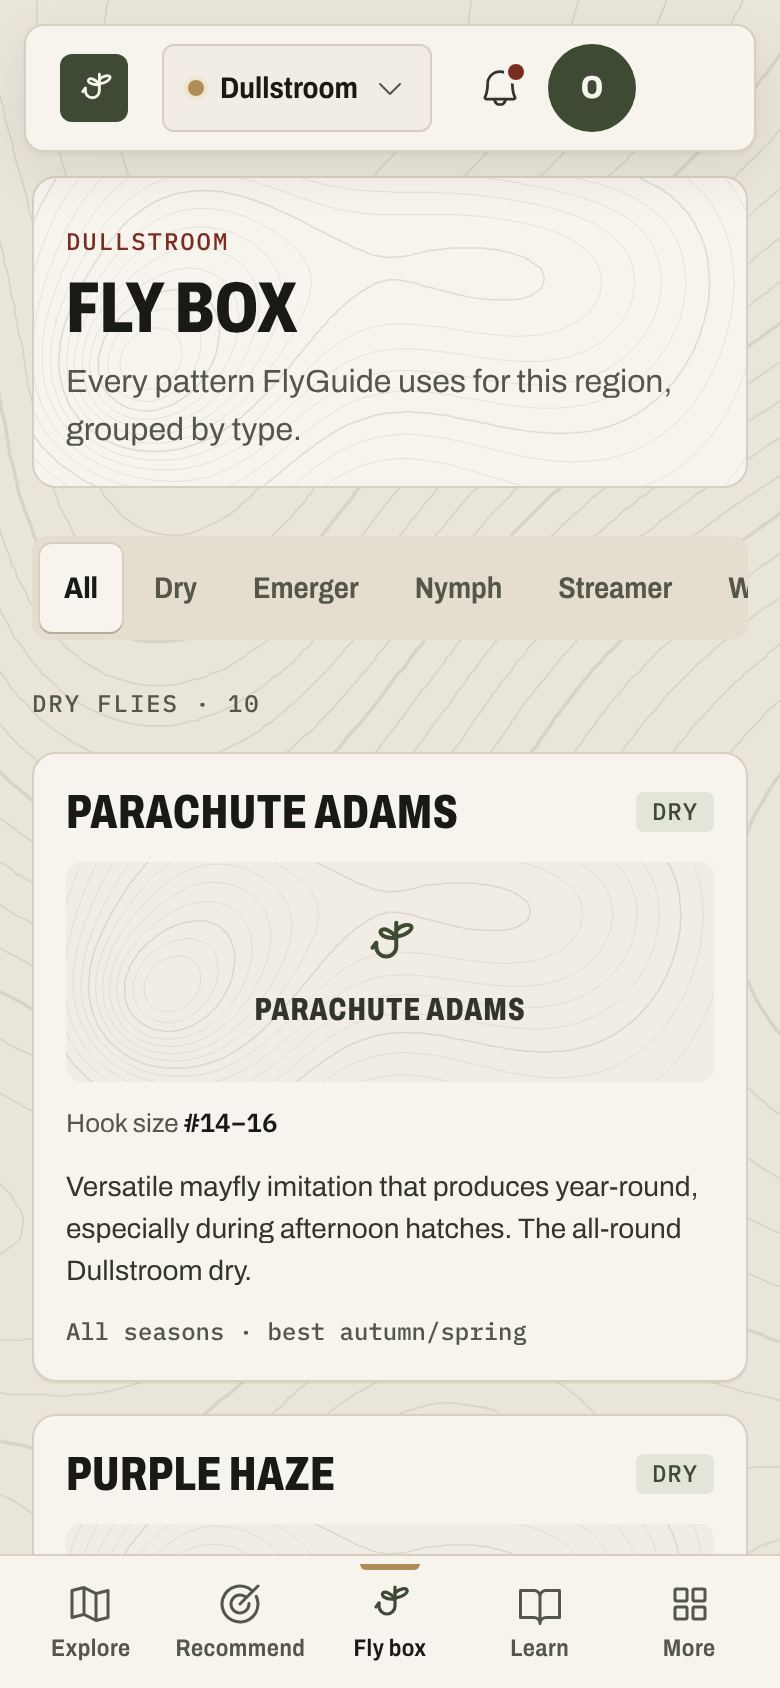 Dullstroom
O
DULLSTROOM
FLY BOX
Every pattern FlyGuide uses for this region,
grouped by type.
All Dry Emerger Nymph Streamer W
DRY FLIES · 10
PARACHUTE ADAMS
DRY
PARACHUTE ADAMS
Hook size #14–16
Versatile mayfly imitation that produces year-round,
especially during afternoon hatches. The all-round
Dullstroom dry.
All seasons · best autumn/spring
PURPLE HAZE
DRY
Explore Recommend Fly box Learn More